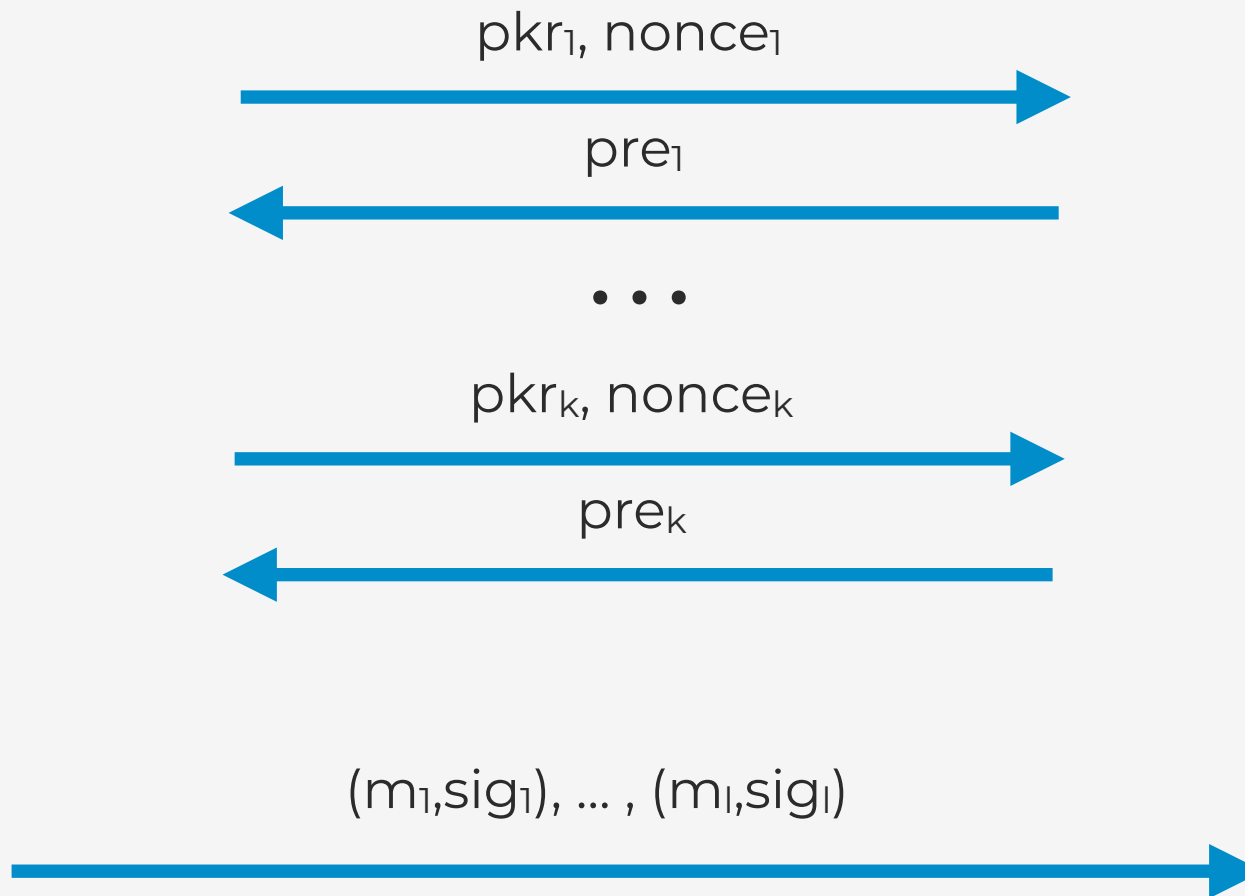 pkr₁, nonce₁
pre₁
...
pkrₖ, nonceₖ
preₖ
(m₁,sig₁), ... , (mₗ,sigₗ)